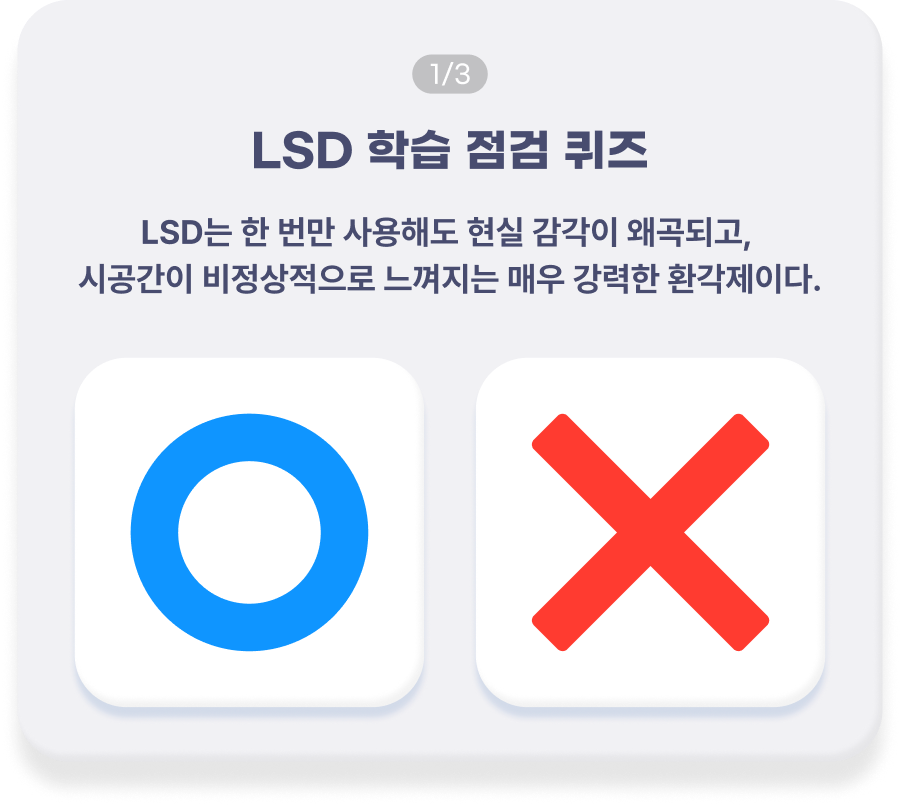 1/3
LSD 학습 점검 퀴즈
LSD는 한 번만 사용해도 현실 감각이 왜곡되고,
시공간이 비정상적으로 느껴지는 매우 강력한 환각제이다.